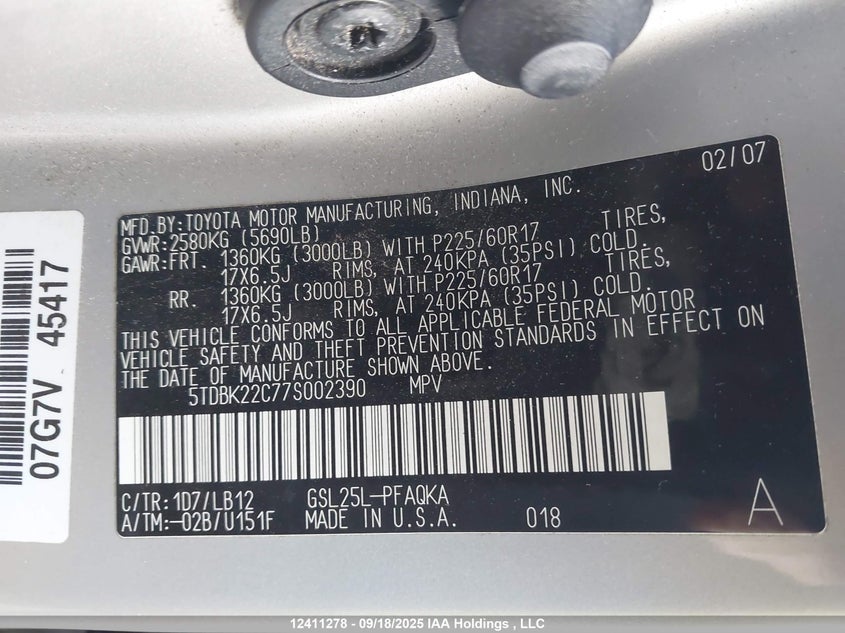 02/07
MFD.BY:TOYOTA MOTOR MANUFACTURING, INDIANA, INC.
GVWR:2580KG (5690LB)
GAWR:FRT. 1360KG (3000LB) WITH P225/60R17 TIRES,
17X6.5J RIMS, AT 240KPA (35PSI) COLD.
RR. 1360KG (3000LB) WITH P225/60R17 TIRES,
17X6.5J RIMS, AT 240KPA (35PSI) COLD.
THIS VEHICLE CONFORMS TO ALL APPLICABLE FEDERAL MOTOR
VEHICLE SAFETY AND THEFT PREVENTION STANDARDS IN EFFECT ON
THE DATE OF MANUFACTURE SHOWN ABOVE.
5TDBK22C77S002390 MPV
C/TR:1D7/LB12 GSL25L-PFAQKA
A/TM:-02B/U151F MADE IN U.S.A. 018
A
07G7V 45417
12411278 - 09/18/2025 IAA Holdings , LLC